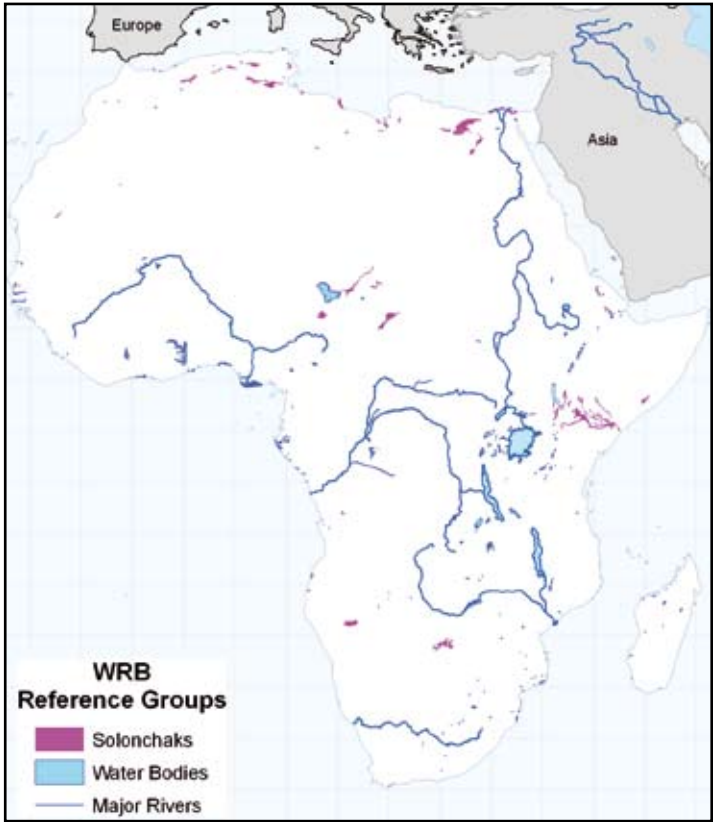 Europe
Asia
WRB
Reference Groups
Solonchaks
Water Bodies
Major Rivers